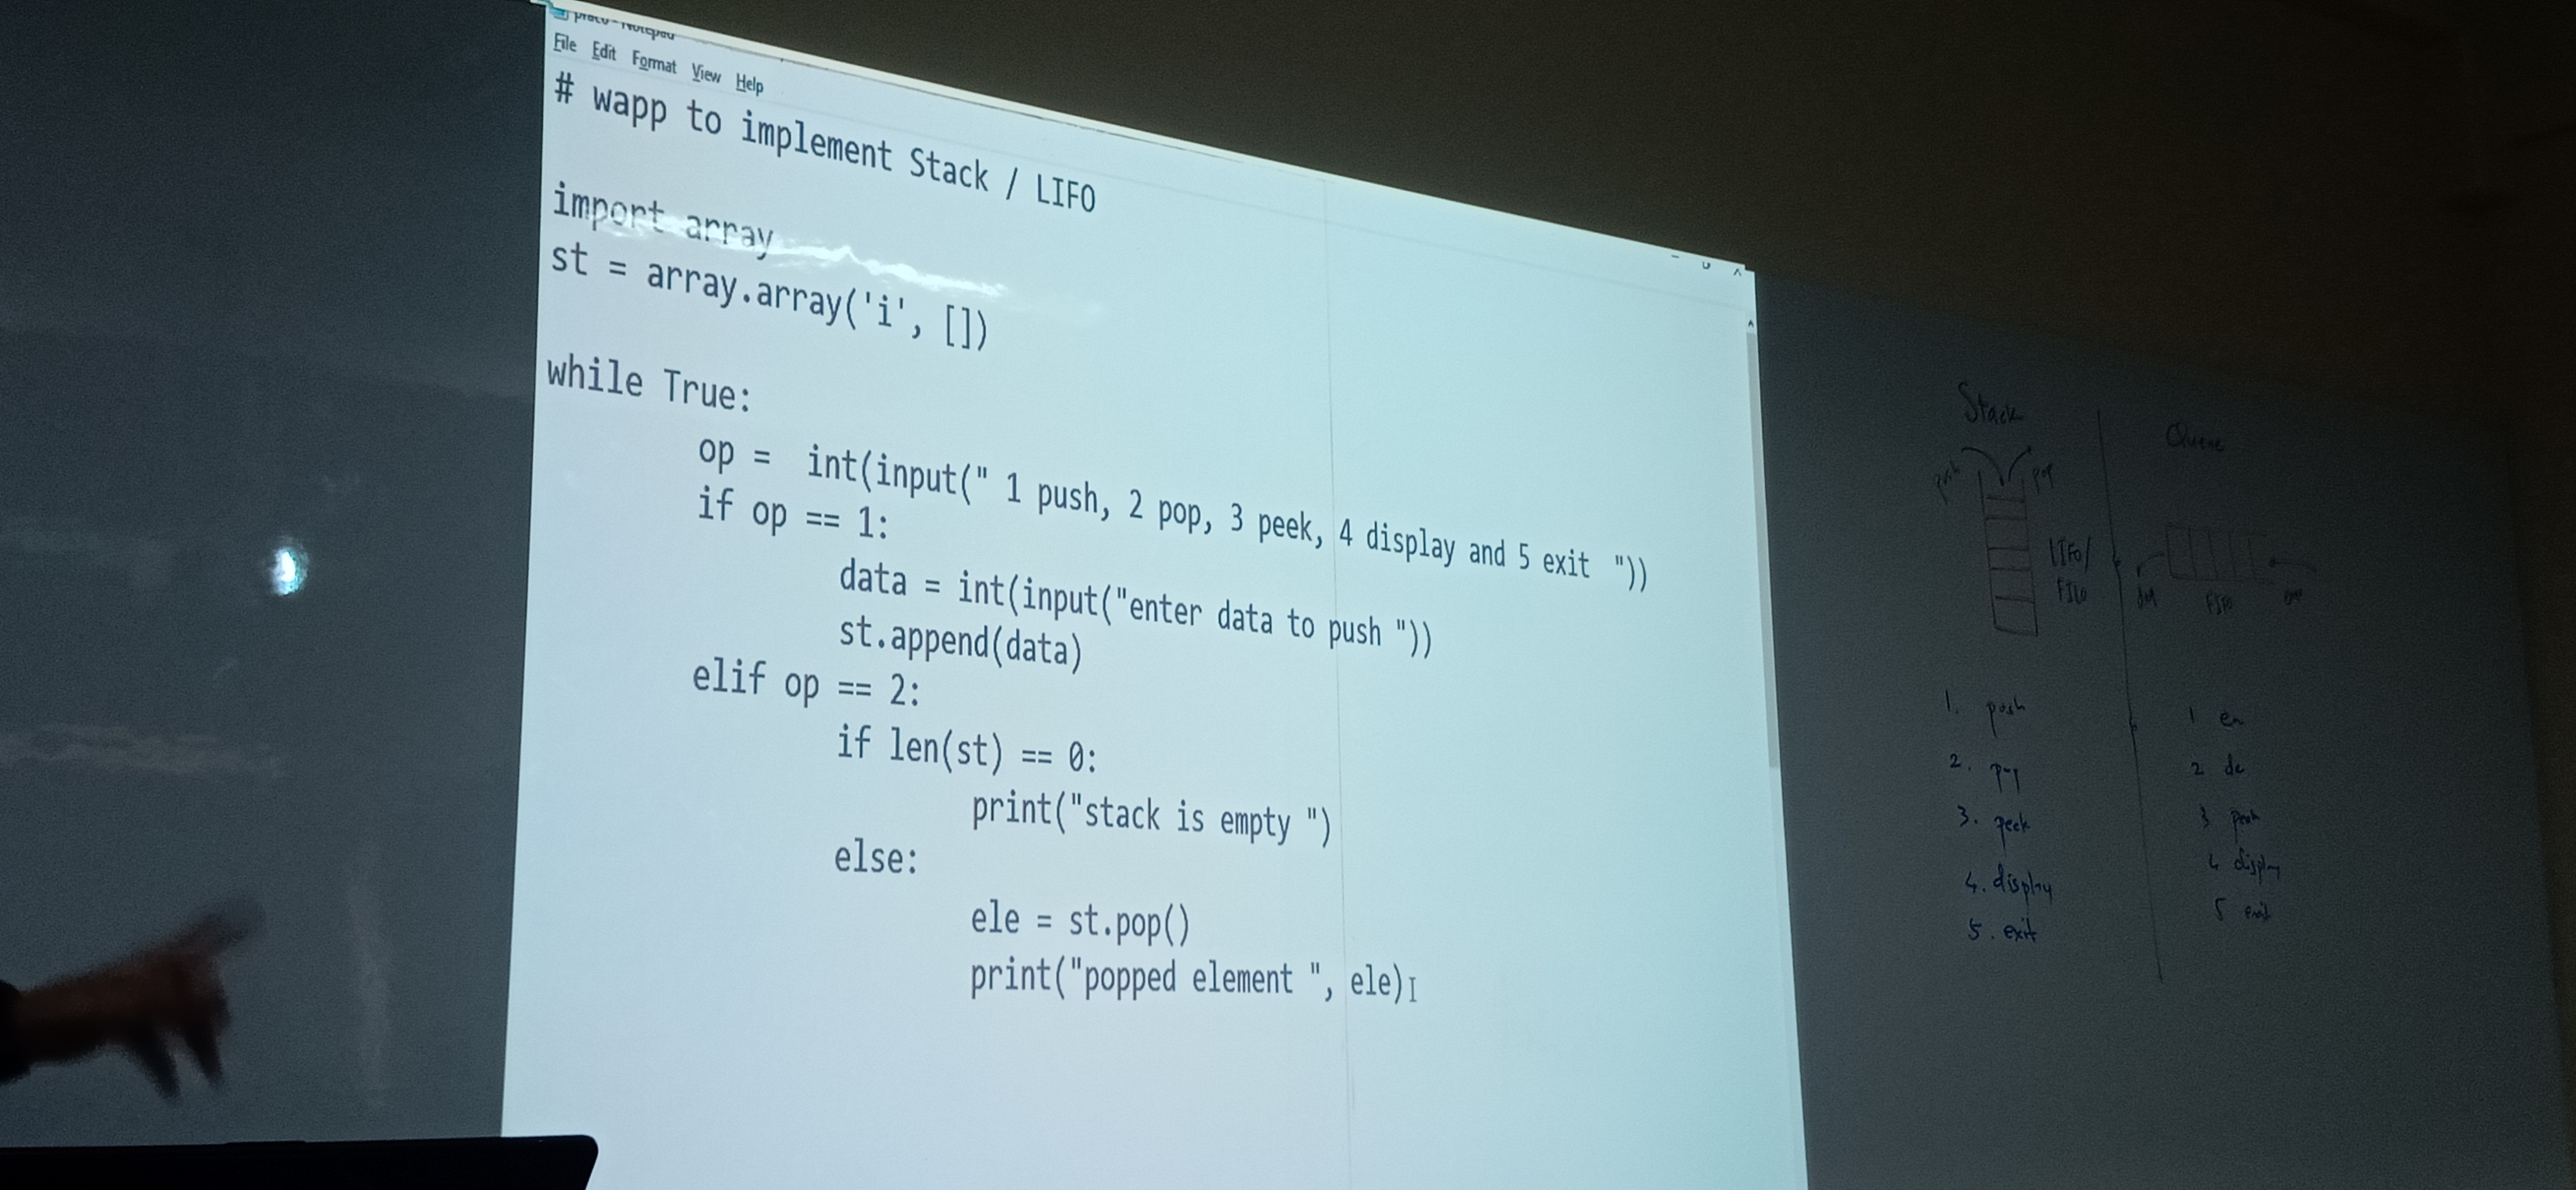 File Edit Format View Help
# wapp to implement Stack / LIFO
import array
st = array.array('i', [])
while True:
op =  int(input(" 1 push, 2 pop, 3 peek, 4 display and 5 exit  "))
if op == 1:
data = int(input("enter data to push "))
st.append(data)
elif op == 2:
if len(st) == 0:
print("stack is empty ")
else:
ele = st.pop()
print("popped element ", ele)
Stack
push pop
LIFO/
FILO
1. push
2. pop
3. peek
4. display
5. exit
Queue
FIFO
1 en
2 de
3 peek
4 display
5 exit